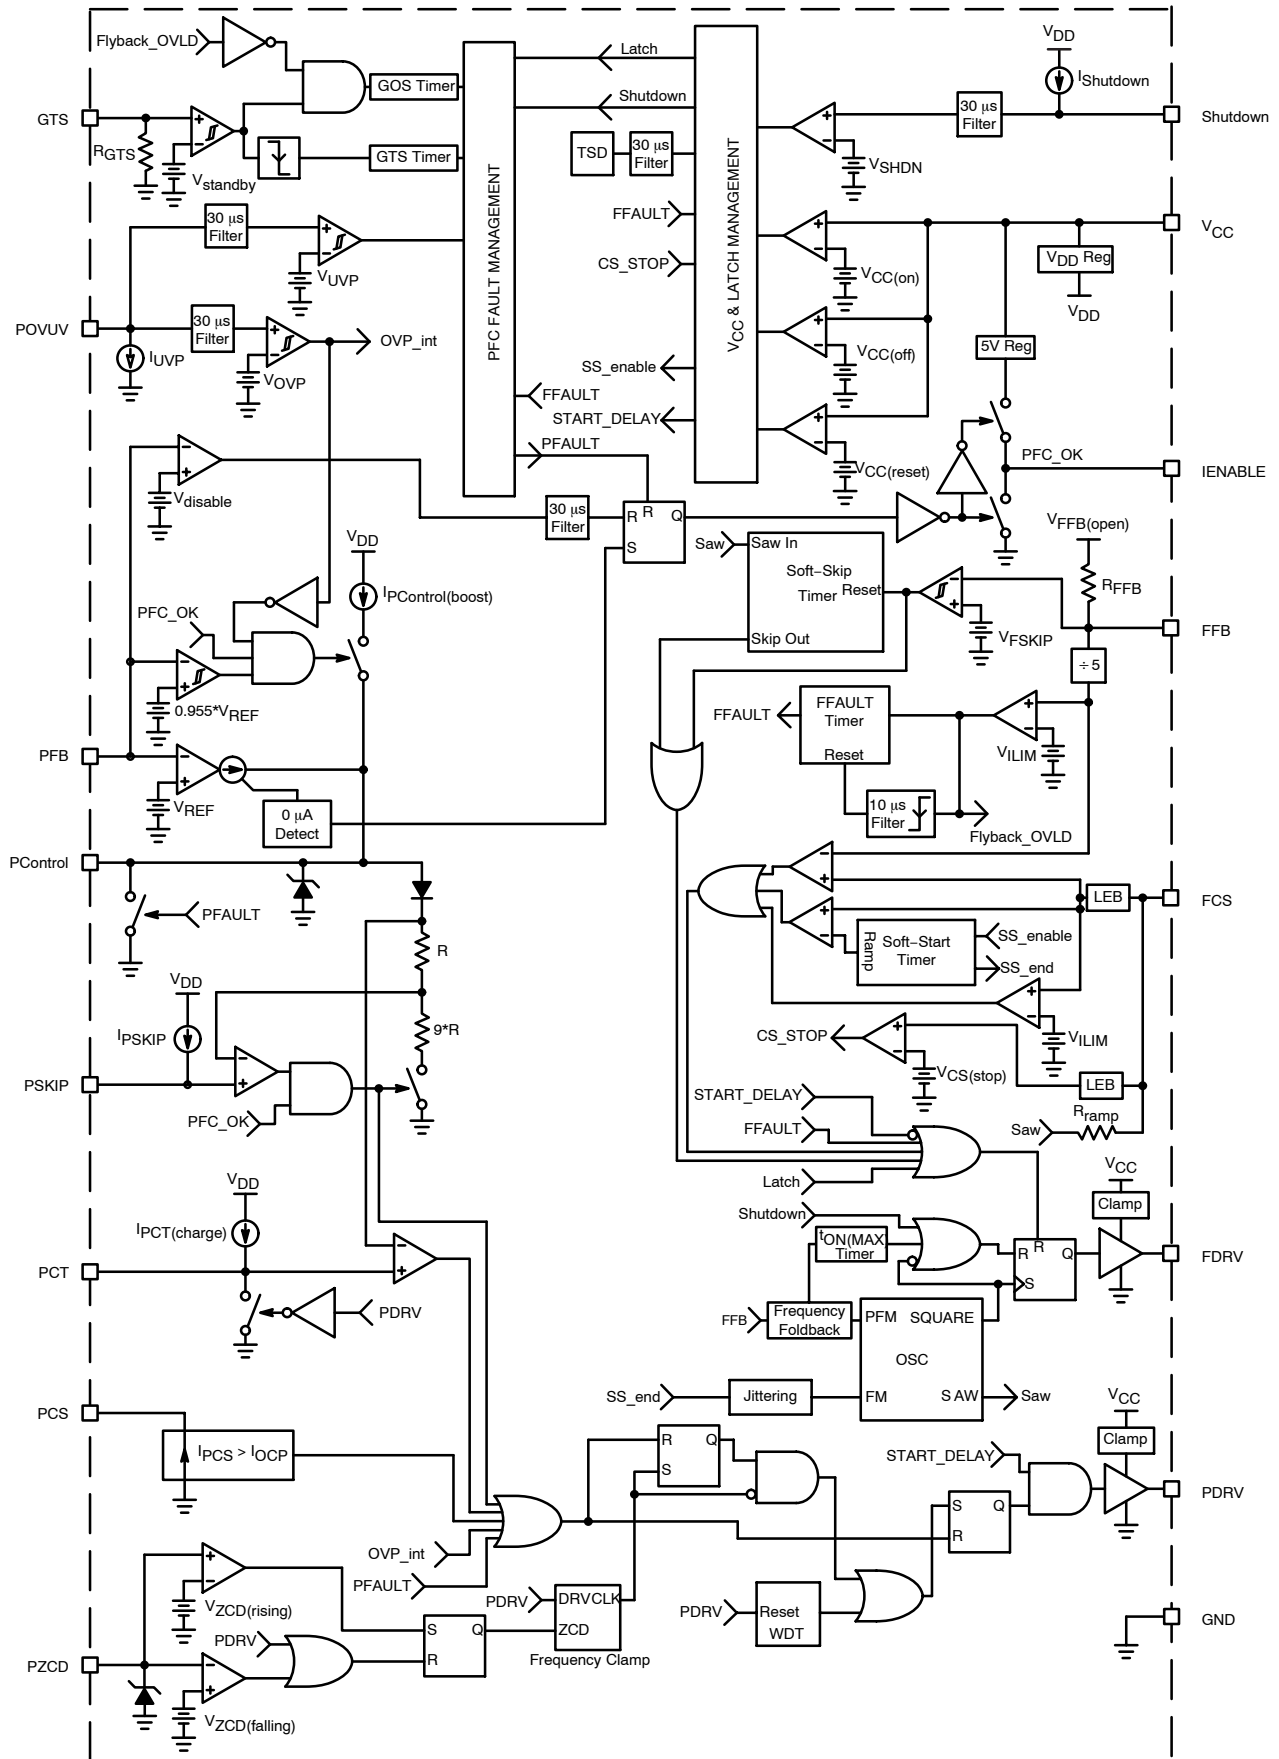 Flyback_OVLD
GTS
RGTS
Vstandby
GOS Timer
GTS Timer
30 μs
Filter
VUVP
POVUV
IUVP
30 μs
Filter
VOVP
OVP_int
PFC FAULT MANAGEMENT
Latch
Shutdown
TSD
30 μs
Filter
FFAULT
CS_STOP
SS_enable
START_DELAY
FFAULT
PFAULT
VCC & LATCH MANAGEMENT
VDD
IShutdown
30 μs
Filter
Shutdown
VSHDN
VCC
VCC(on)
VDD Reg
VDD
VCC(off)
5V Reg
VCC(reset)
PFC_OK
IENABLE
Vdisable
30 μs
Filter
R
R
Q
S
VDD
IPControl(boost)
PFC_OK
0.955*VREF
PFB
VREF
0 μA
Detect
Saw
Saw In
Soft-Skip
Timer
Reset
Skip Out
VFFB(open)
RFFB
VFSKIP
FFB
÷5
FFAULT
FFAULT
Timer
Reset
VILIM
10 μs
Filter
Flyback_OVLD
PControl
PFAULT
R
9*R
VDD
IPSKIP
PSKIP
PFC_OK
LEB
FCS
Ramp
Soft-Start
Timer
SS_enable
SS_end
VILIM
CS_STOP
VCS(stop)
LEB
Rramp
Saw
START_DELAY
FFAULT
Latch
Shutdown
tON(MAX)
Timer
VCC
Clamp
R
R
Q
S
FDRV
VDD
IPCT(charge)
PCT
PDRV
FFB
Frequency
Foldback
PFM
SQUARE
OSC
FM
SAW
Saw
SS_end
Jittering
PCS
IPCS > IOCP
R
Q
S
START_DELAY
VCC
Clamp
S
Q
R
PDRV
OVP_int
PFAULT
PDRV
DRV
CLK
ZCD
Frequency Clamp
PDRV
Reset
WDT
VZCD(rising)
PDRV
PZCD
VZCD(falling)
S
Q
R
GND